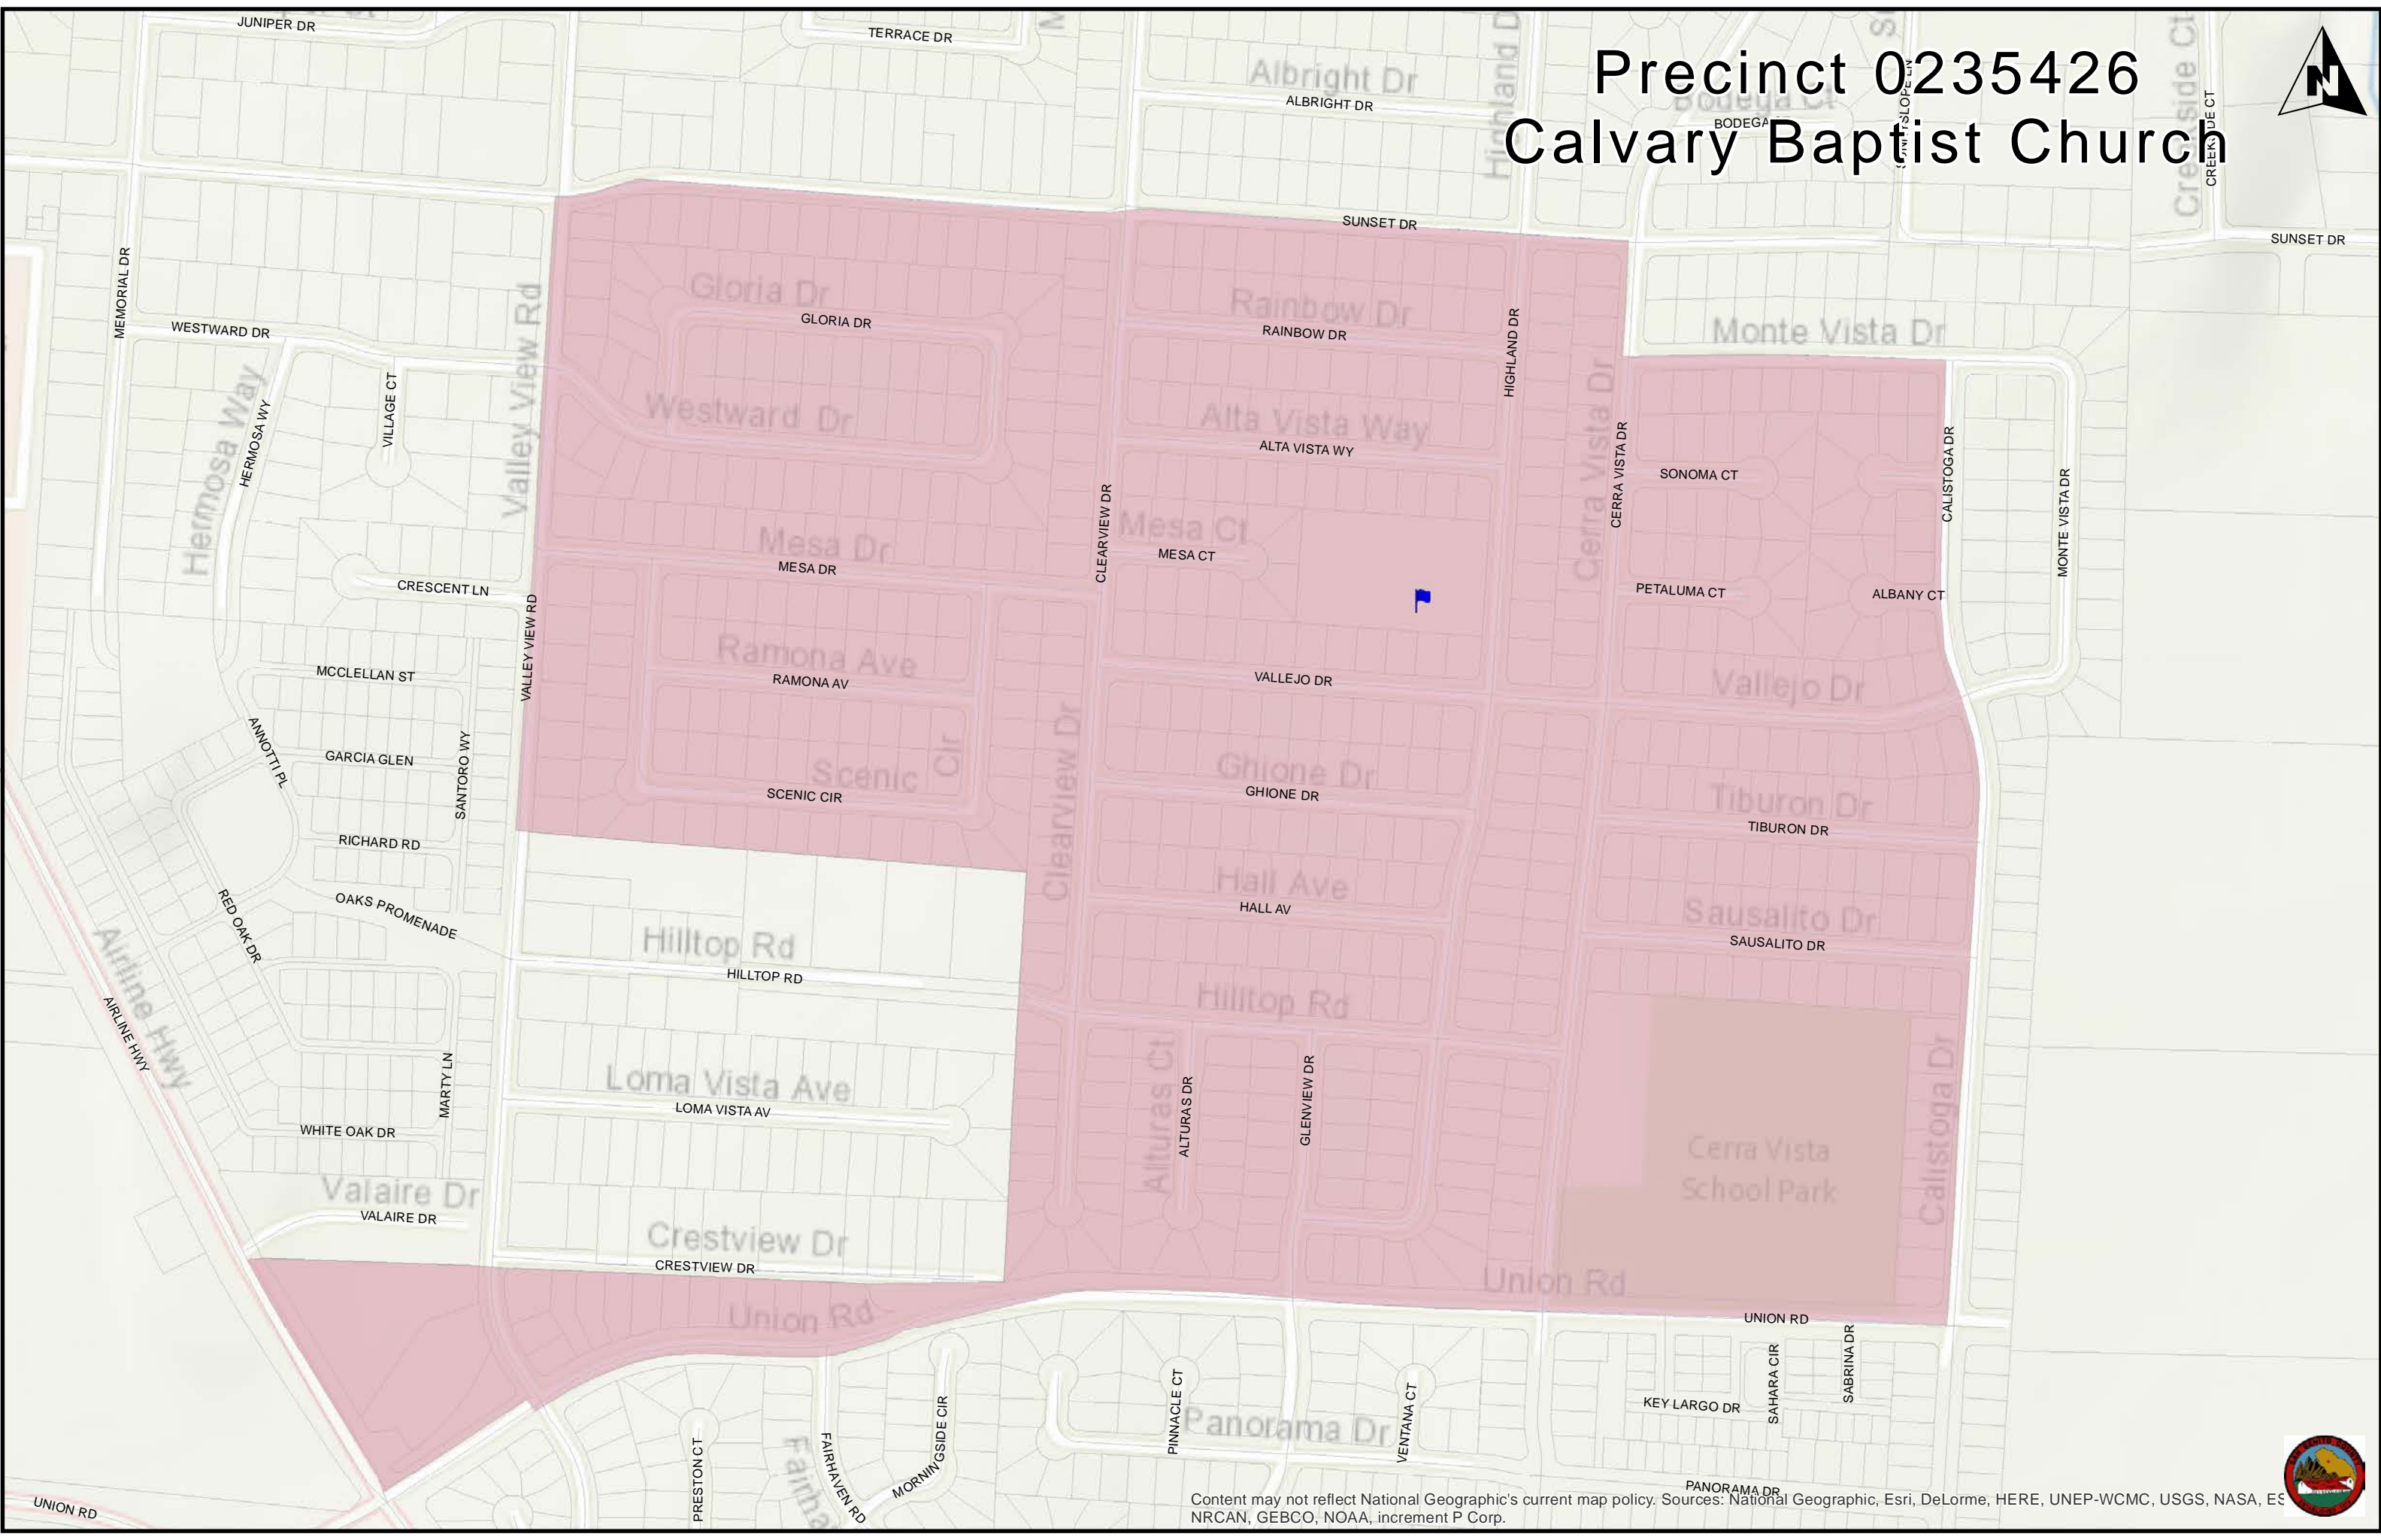 Precinct 0235426
Calvary Baptist Church
N
JUNIPER DR
TERRACE DR
Albright Dr
ALBRIGHT DR
Highland D
Creekside Ct
CREEKSIDE CT
Bodega Ct
BODEGA
SUNSET DR
SUNSET DR
MEMORIAL DR
WESTWARD DR
Hermosa Way
HERMOSA WY
VILLAGE CT
Valley View Rd
VALLEY VIEW RD
CRESCENT LN
Gloria Dr
GLORIA DR
Westward Dr
Mesa Dr
MESA DR
Ramona Ave
RAMONA AV
Scenic Cir
SCENIC CIR
CLEARVIEW DR
Clearview Dr
Rainbow Dr
RAINBOW DR
Alta Vista Way
ALTA VISTA WY
Mesa Ct
MESA CT
HIGHLAND DR
Cerra Vista Dr
CERRA VISTA DR
Monte Vista Dr
MONTE VISTA DR
SONOMA CT
CALISTOGA DR
PETALUMA CT
ALBANY CT
VALLEJO DR
Vallejo Dr
Ghione Dr
GHIONE DR
Tiburon Dr
TIBURON DR
Hall Ave
HALL AV
Sausalito Dr
SAUSALITO DR
MCCLELLAN ST
ANNOTTI PL
GARCIA GLEN
SANTORO WY
RICHARD RD
RED OAK DR
OAKS PROMENADE
Airline Hwy
AIRLINE HWY
MARTY LN
WHITE OAK DR
Valaire Dr
VALAIRE DR
Hilltop Rd
HILLTOP RD
Hilltop Rd
Loma Vista Ave
LOMA VISTA AV
Crestview Dr
CRESTVIEW DR
Alturas Ct
ALTURAS DR
GLENVIEW DR
Cerra Vista
School Park
Calistoga Dr
Union Rd
Union Rd
UNION RD
UNION RD
PRESTON CT
Fairha
FAIRHAVEN RD
MORNINGSIDE CIR
PINNACLE CT
Panorama Dr
VENTANA CT
KEY LARGO DR
SAHARA CIR
SABRINA DR
PANORAMA DR
Content may not reflect National Geographic's current map policy. Sources: National Geographic, Esri, DeLorme, HERE, UNEP-WCMC, USGS, NASA, ES
NRCAN, GEBCO, NOAA, increment P Corp.